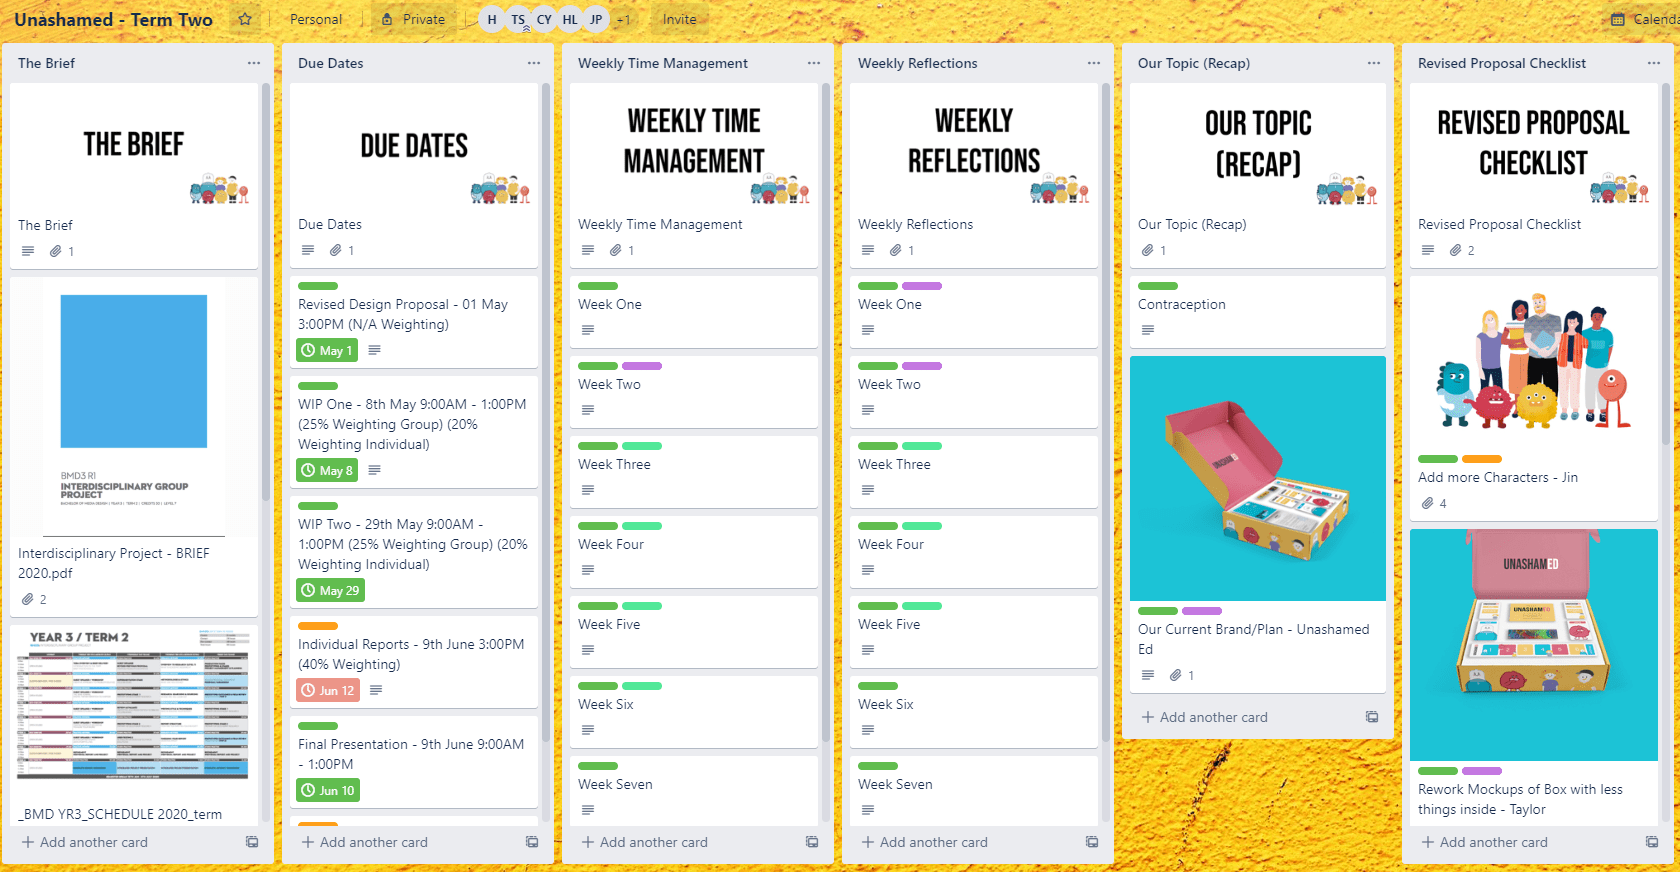 Unashamed - Term Two
Personal
Private
H TS CY HL JP +1
Invite
The Brief
THE BRIEF
The Brief
1
BMD3 R1
INTERDISCIPLINARY GROUP
PROJECT
Interdisciplinary Project - BRIEF
2020.pdf
2
YEAR 3 / TERM 2
_BMD YR3_SCHEDULE 2020_term
Add another card
Due Dates
DUE DATES
Due Dates
1
Revised Design Proposal - 01 May
3:00PM (N/A Weighting)
May 1
WIP One - 8th May 9:00AM - 1:00PM
(25% Weighting Group) (20%
Weighting Individual)
May 8
WIP Two - 29th May 9:00AM -
1:00PM (25% Weighting Group) (20%
Weighting Individual)
May 29
Individual Reports - 9th June 3:00PM
(40% Weighting)
Jun 12
Final Presentation - 9th June 9:00AM
- 1:00PM
Jun 10
Add another card
Weekly Time Management
WEEKLY TIME
MANAGEMENT
Weekly Time Management
1
Week One
Week Two
Week Three
Week Four
Week Five
Week Six
Week Seven
Add another card
Weekly Reflections
WEEKLY
REFLECTIONS
Weekly Reflections
1
Week One
Week Two
Week Three
Week Four
Week Five
Week Six
Week Seven
Add another card
Our Topic (Recap)
OUR TOPIC
(RECAP)
Our Topic (Recap)
1
Contraception
Our Current Brand/Plan - Unashamed
Ed
1
Add another card
Revised Proposal Checklist
REVISED PROPOSAL
CHECKLIST
Revised Proposal Checklist
2
Add more Characters - Jin
4
UNASHAMED
UNASHAMED
Rework Mockups of Box with less
things inside - Taylor
Add another card